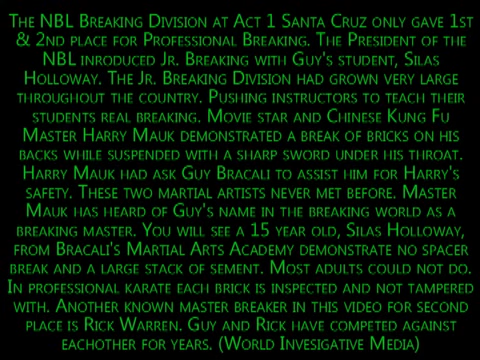 The NBL Breaking Division at Act 1 Santa Cruz only gave 1st
& 2nd place for Professional Breaking. The President of the
NBL inroduced Jr. Breaking with Guy's student, Silas
Holloway. The Jr. Breaking Division had grown very large
throughout the country. Pushing instructors to teach their
students real breaking. Movie star and Chinese Kung Fu
Master Harry Mauk demonstrated a break of bricks on his
backs while suspended with a sharp sword under his throat.
Harry Mauk had ask Guy Bracali to assist him for Harry's
safety. These two martial artists never met before. Master
Mauk has heard of Guy's name in the breaking world as a
breaking master. You will see a 15 year old, Silas Holloway,
from Bracali's Martial Arts Academy demonstrate no spacer
break and a large stack of sement. Most adults could not do.
In professional karate each brick is inspected and not tampered
with. Another known master breaker in this video for second
place is Rick Warren. Guy and Rick have competed against
eachother for years. (World Invesigative Media)